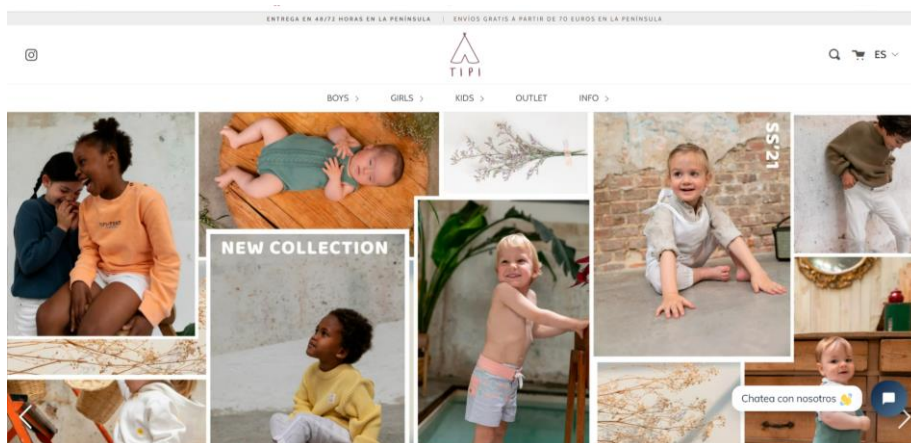 ENTREGA EN 48/72 HORAS EN LA PENÍNSULA | ENVÍOS GRATIS A PARTIR DE 70 EUROS EN LA PENÍNSULA
TIPI
ES
BOYS > GIRLS > KIDS > OUTLET INFO >
SS'21
NEW COLLECTION
Chatea con nosotros 👋